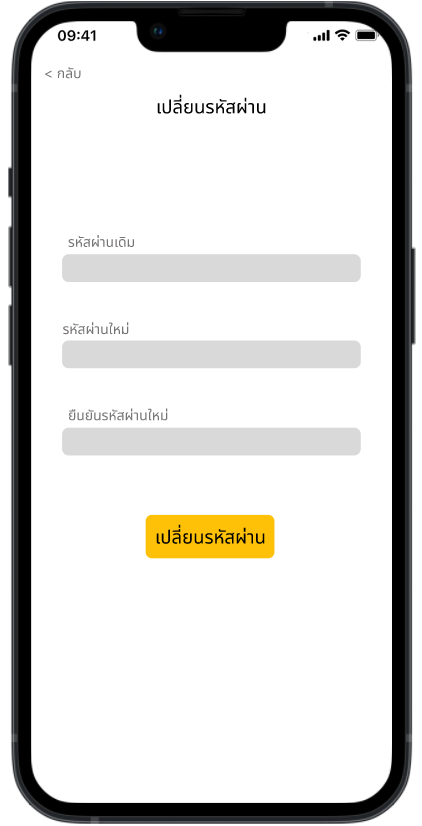 09:41
< กลับ
เปลี่ยนรหัสผ่าน
รหัสผ่านเดิม
รหัสผ่านใหม่
ยืนยันรหัสผ่านใหม่
เปลี่ยนรหัสผ่าน